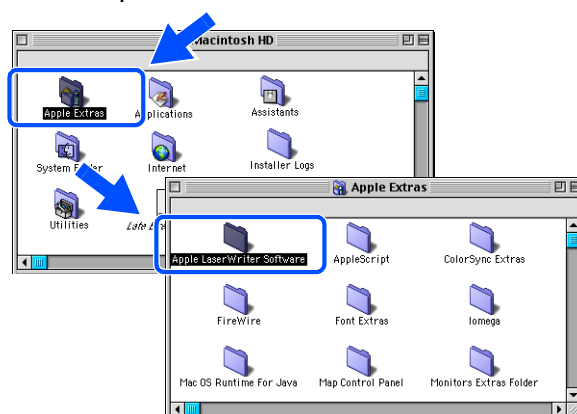 Macintosh HD
Apple Extras
Applications
Assistants
System Folder
Internet
Installer Logs
Utilities
Apple Extras
Apple LaserWriter Software
AppleScript
ColorSync Extras
FireWire
Font Extras
Iomega
Mac OS Runtime For Java
Map Control Panel
Monitors Extras Folder